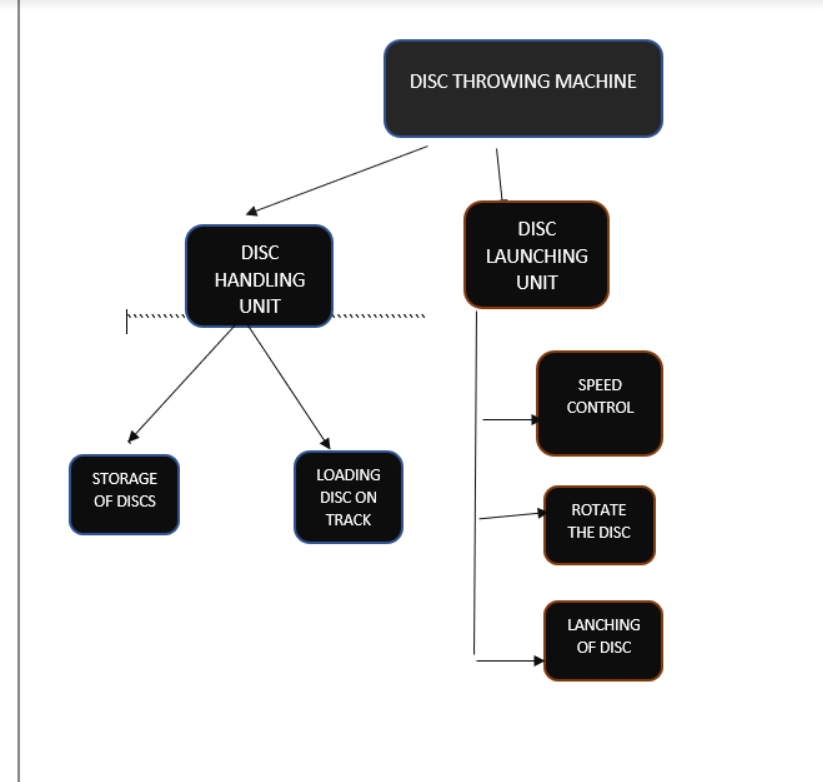 DISC THROWING MACHINE
DISC
HANDLING
UNIT
DISC
LAUNCHING
UNIT
STORAGE
OF DISCS
LOADING
DISC ON
TRACK
SPEED
CONTROL
ROTATE
THE DISC
LANCHING
OF DISC